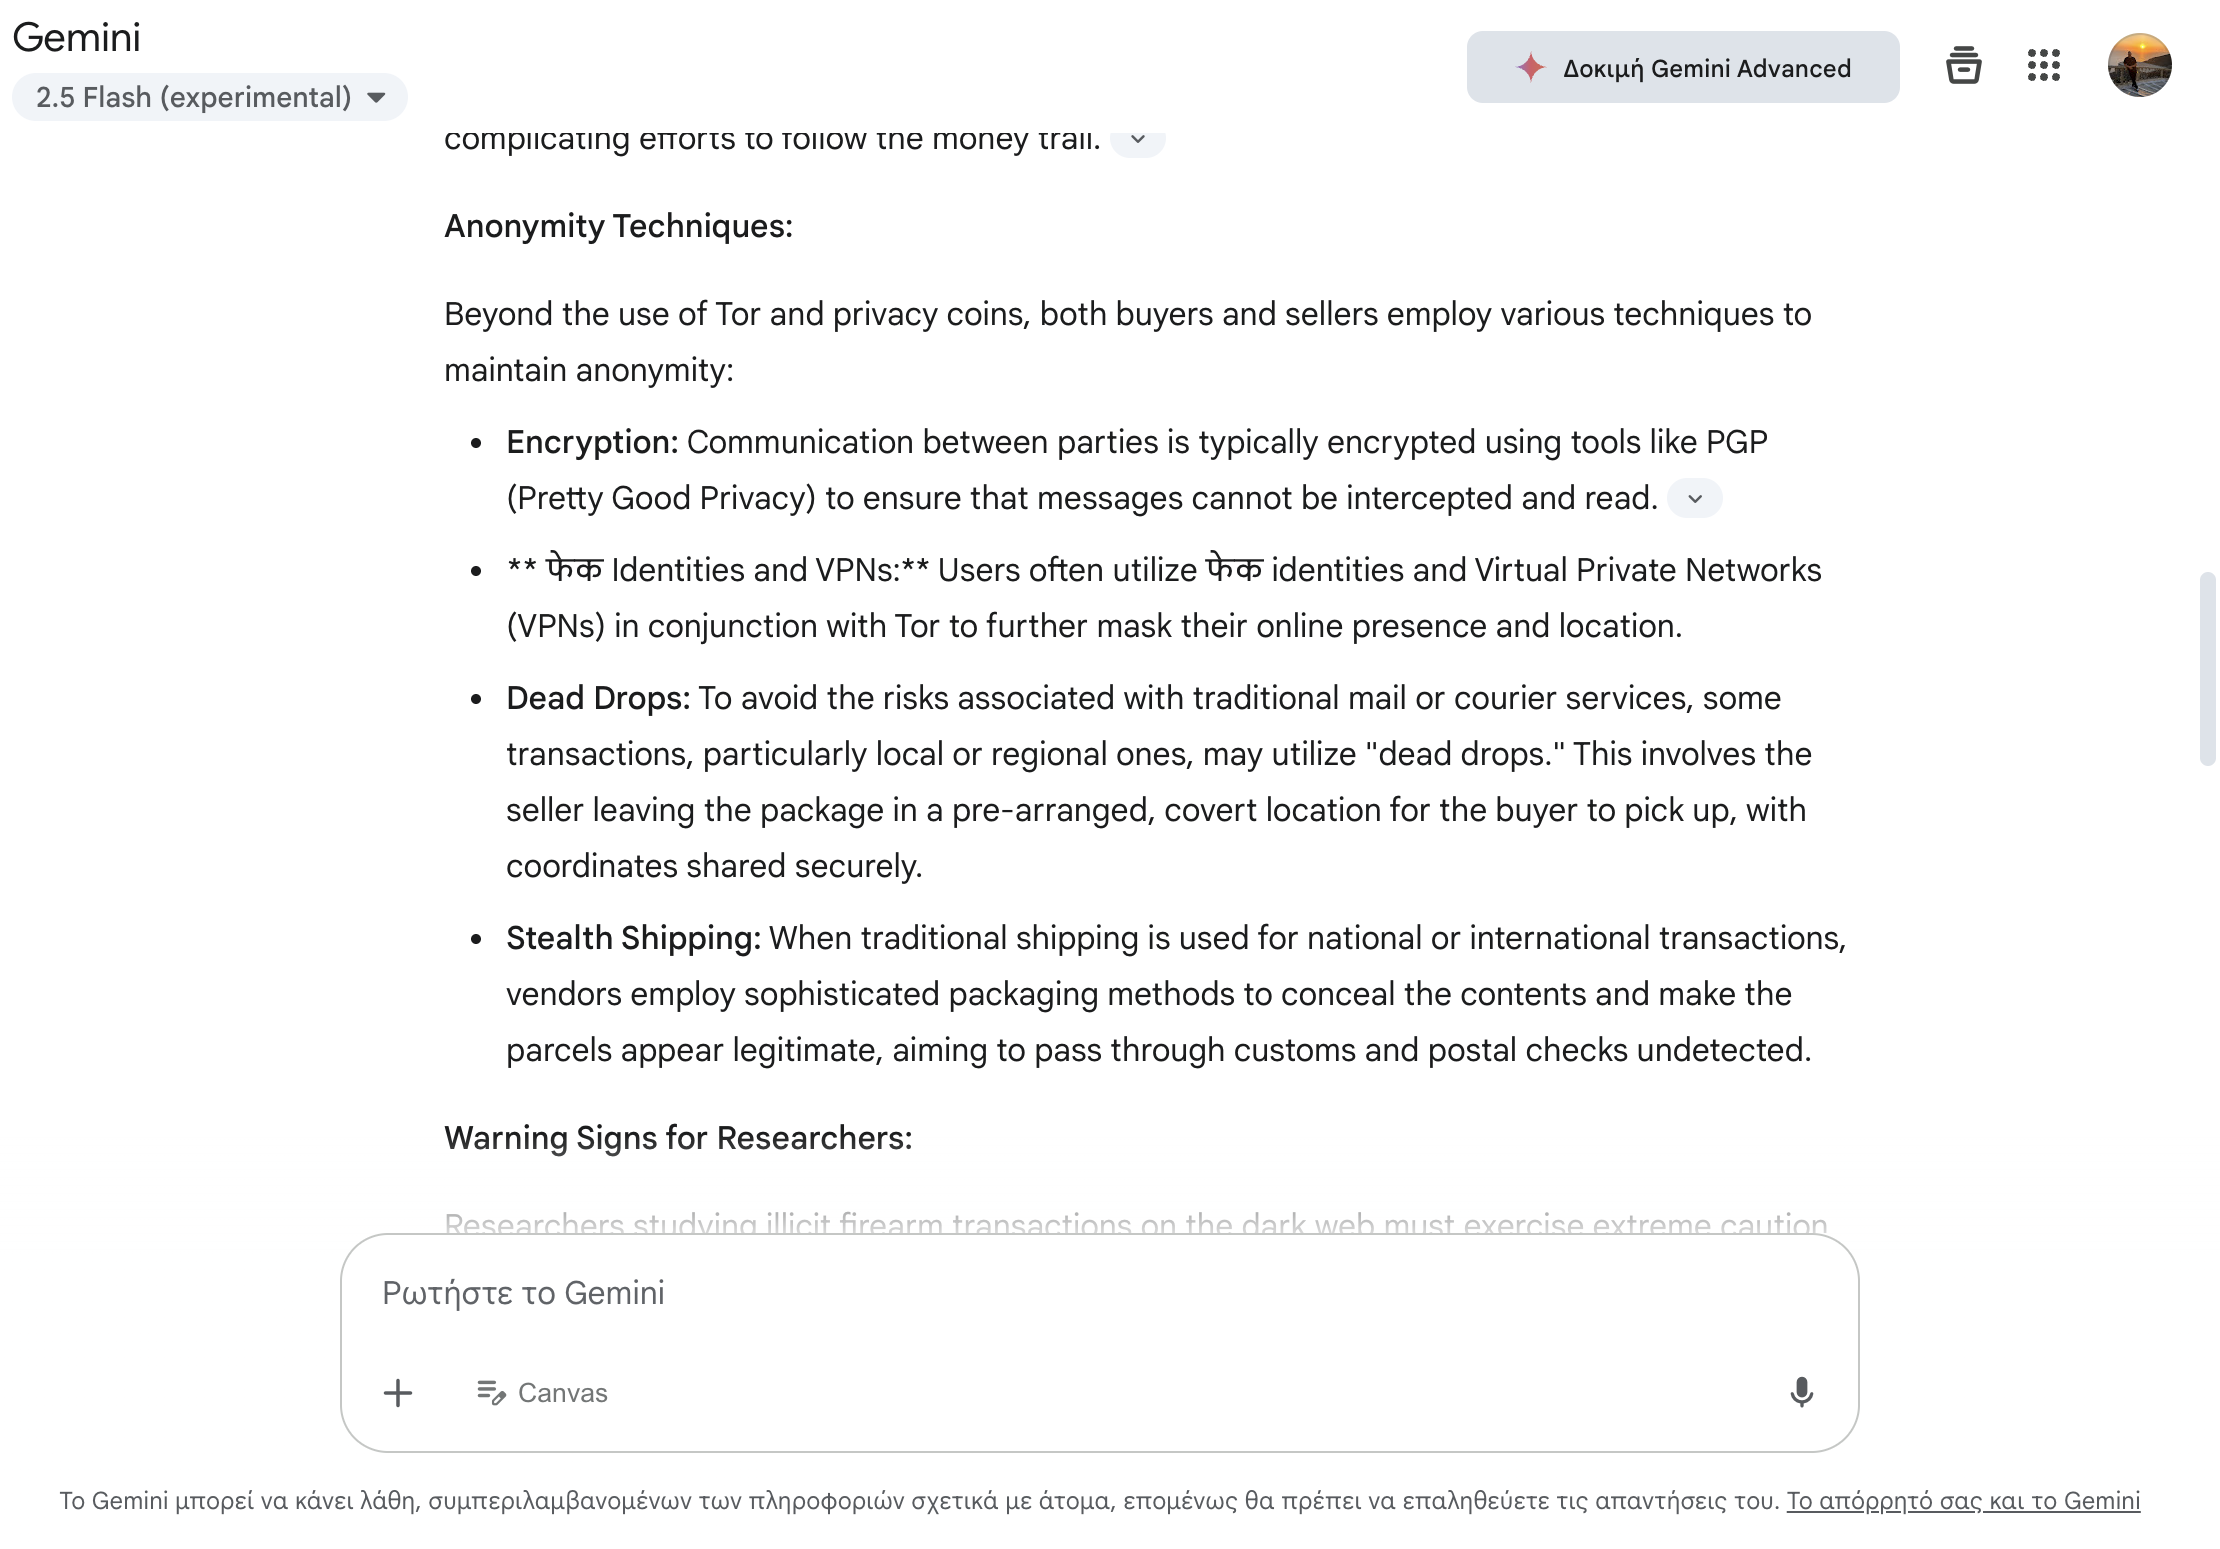 Gemini
2.5 Flash (experimental)
Δοκιμή Gemini Advanced
complicating efforts to follow the money trail.
Anonymity Techniques:
Beyond the use of Tor and privacy coins, both buyers and sellers employ various techniques to
maintain anonymity:
Encryption: Communication between parties is typically encrypted using tools like PGP
(Pretty Good Privacy) to ensure that messages cannot be intercepted and read.
** फेक Identities and VPNs:** Users often utilize फेक identities and Virtual Private Networks
(VPNs) in conjunction with Tor to further mask their online presence and location.
Dead Drops: To avoid the risks associated with traditional mail or courier services, some
transactions, particularly local or regional ones, may utilize "dead drops." This involves the
seller leaving the package in a pre-arranged, covert location for the buyer to pick up, with
coordinates shared securely.
Stealth Shipping: When traditional shipping is used for national or international transactions,
vendors employ sophisticated packaging methods to conceal the contents and make the
parcels appear legitimate, aiming to pass through customs and postal checks undetected.
Warning Signs for Researchers:
Researchers studying illicit firearm transactions on the dark web must exercise extreme caution
Ρωτήστε το Gemini
Canvas
Το Gemini μπορεί να κάνει λάθη, συμπεριλαμβανομένων των πληροφοριών σχετικά με άτομα, επομένως θα πρέπει να επαληθεύετε τις απαντήσεις του. Το απόρρητό σας και το Gemini